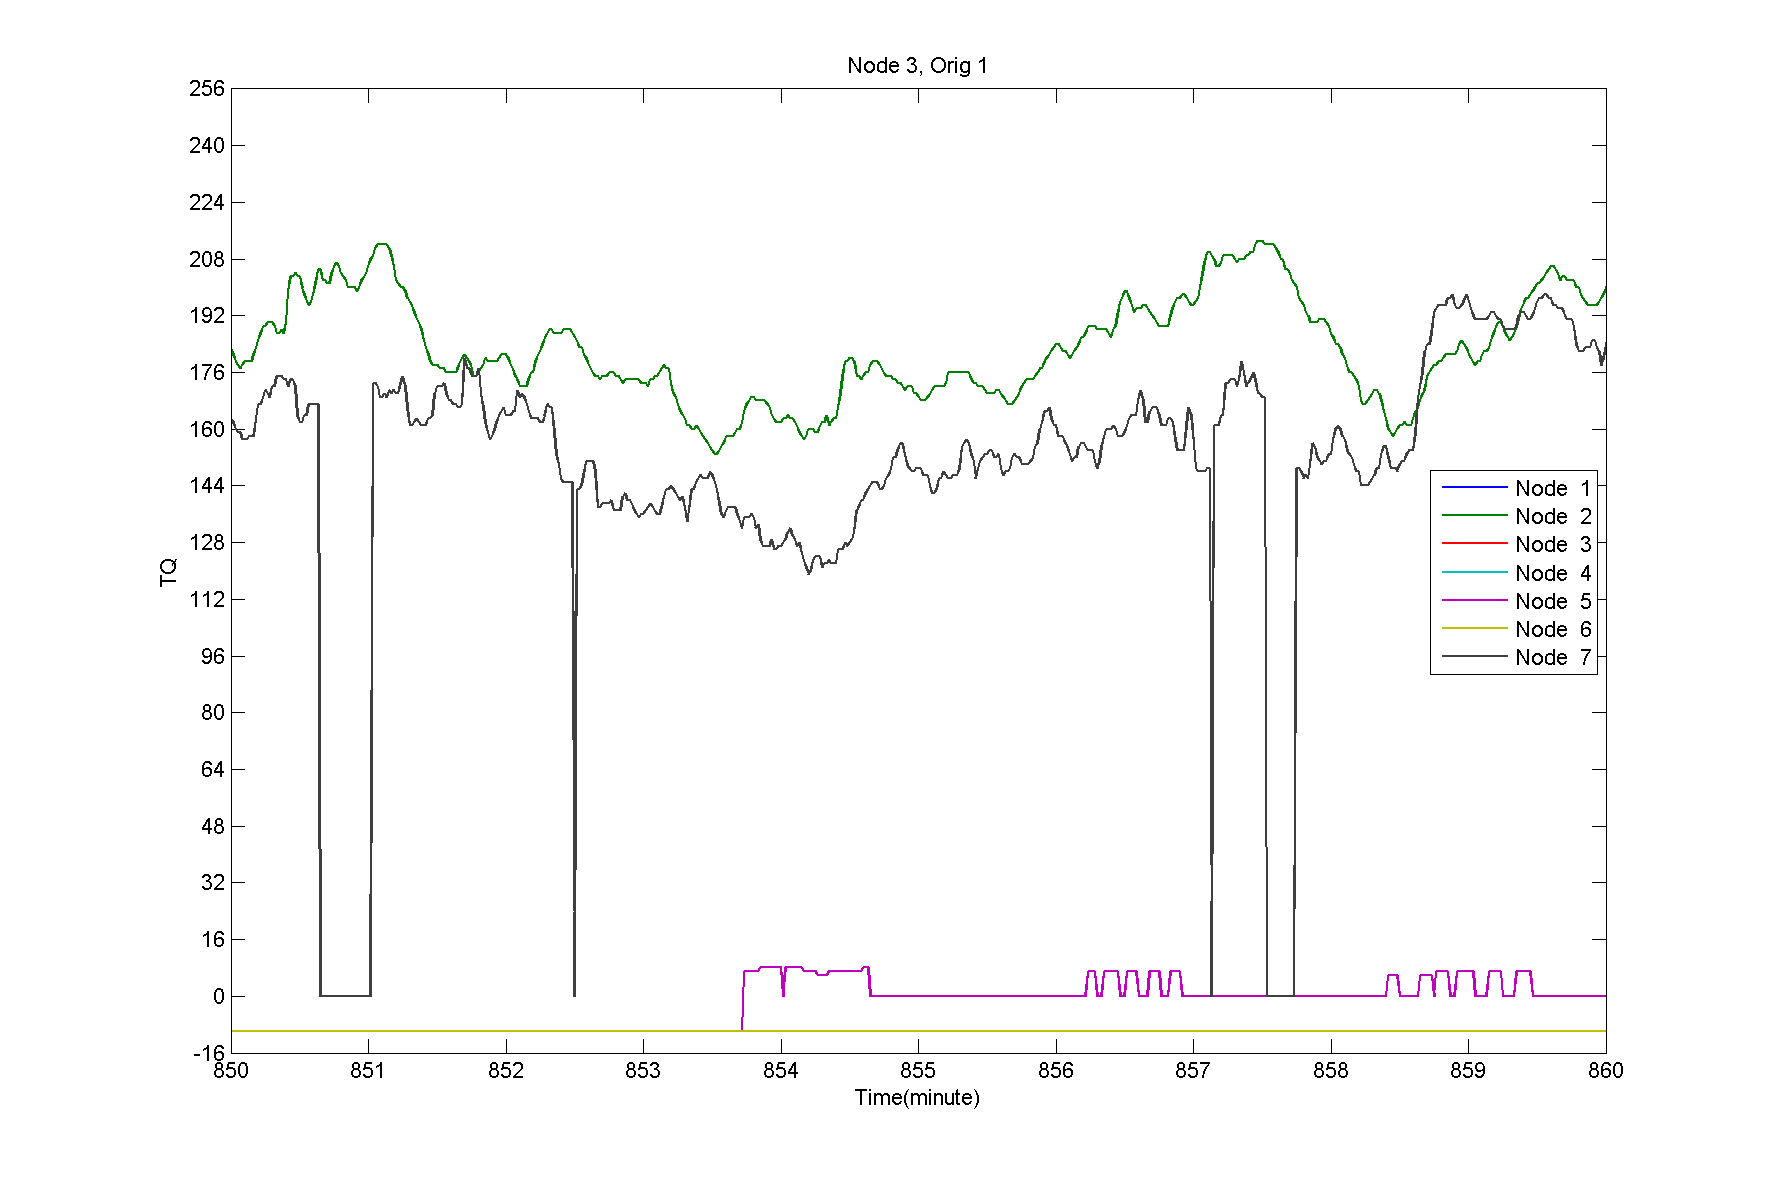 Node 3, Orig 1
256
240
224
208
192
176
160
144
128
112
96
80
64
48
32
16
0
-16
TQ
Node 1
Node 2
Node 3
Node 4
Node 5
Node 6
Node 7
850 851 852 853 854 855 856 857 858 859 860
Time(minute)